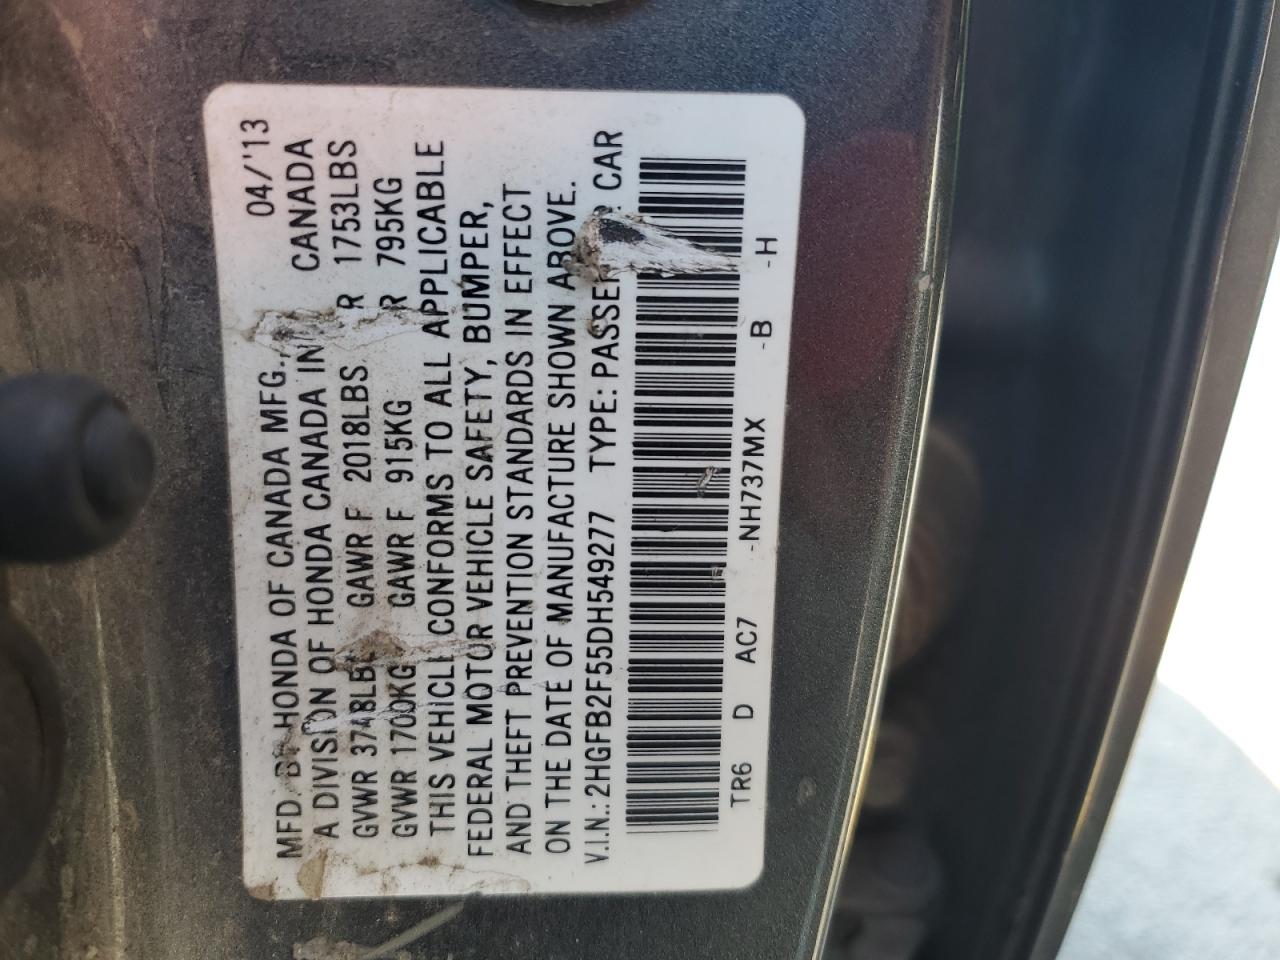 MFD. BY HONDA OF CANADA MFG., 04/'13
A DIVISION OF HONDA CANADA IN CANADA
GVWR 3748LBS GAWR F 2018LBS R 1753LBS
GVWR 1700KG GAWR F 915KG R 795KG
THIS VEHICLE CONFORMS TO ALL APPLICABLE
FEDERAL MOTOR VEHICLE SAFETY, BUMPER,
AND THEFT PREVENTION STANDARDS IN EFFECT
ON THE DATE OF MANUFACTURE SHOWN ABOVE.
V.I.N.: 2HGFB2F55DH549277 TYPE: PASSE CAR
TR6 D AC7 -NH737MX -B -H